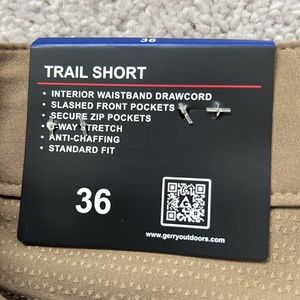 36
TRAIL SHORT
• INTERIOR WAISTBAND DRAWCORD
• SLASHED FRONT POCKETS
• SECURE ZIP POCKETS
• -WAY STRETCH
• ANTI-CHAFFING
• STANDARD FIT
36
www.gerryoutdoors.com